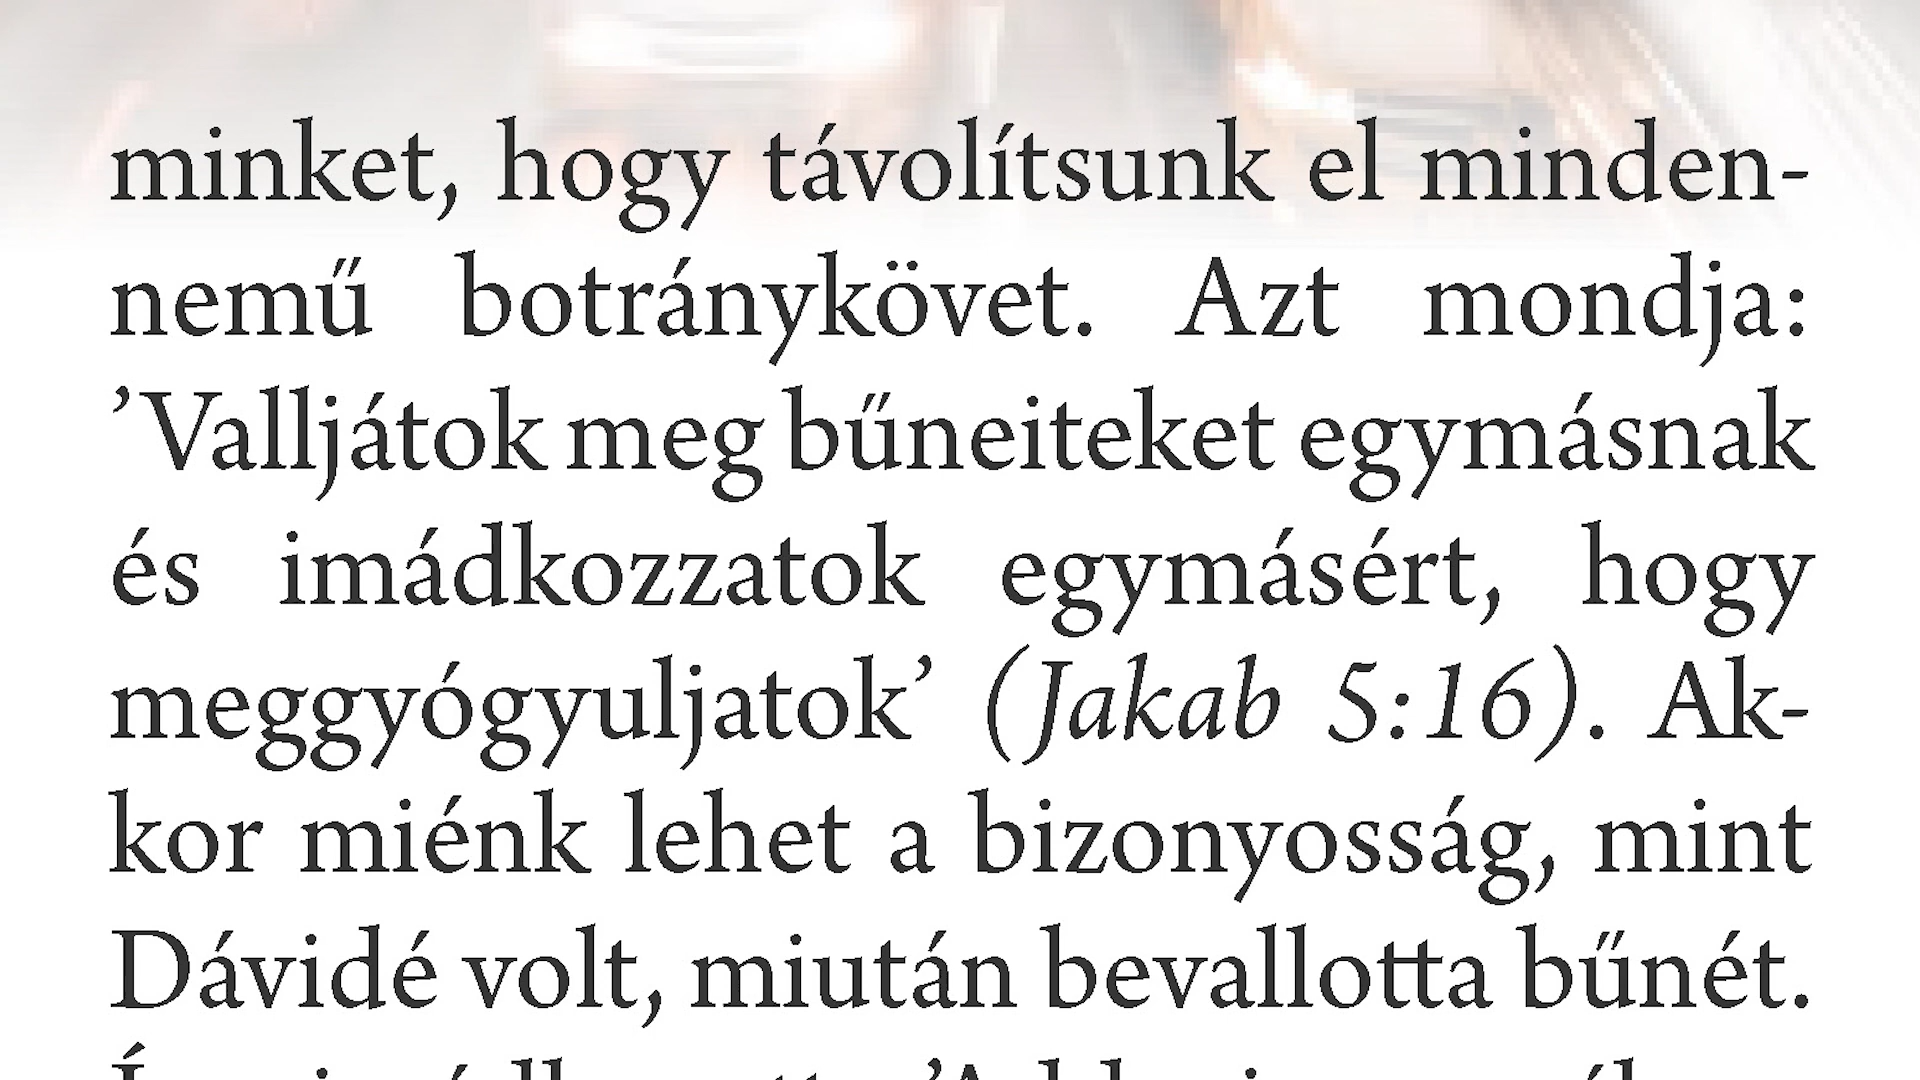 minket, hogy távolítsunk el minden-
nemű botránykövet. Azt mondja:
’Valljátok meg bűneiteket egymásnak
és imádkozzatok egymásért, hogy
meggyógyuljatok’ (Jakab 5:16). Ak-
kor miénk lehet a bizonyosság, mint
Dávidé volt, miután bevallotta bűnét.